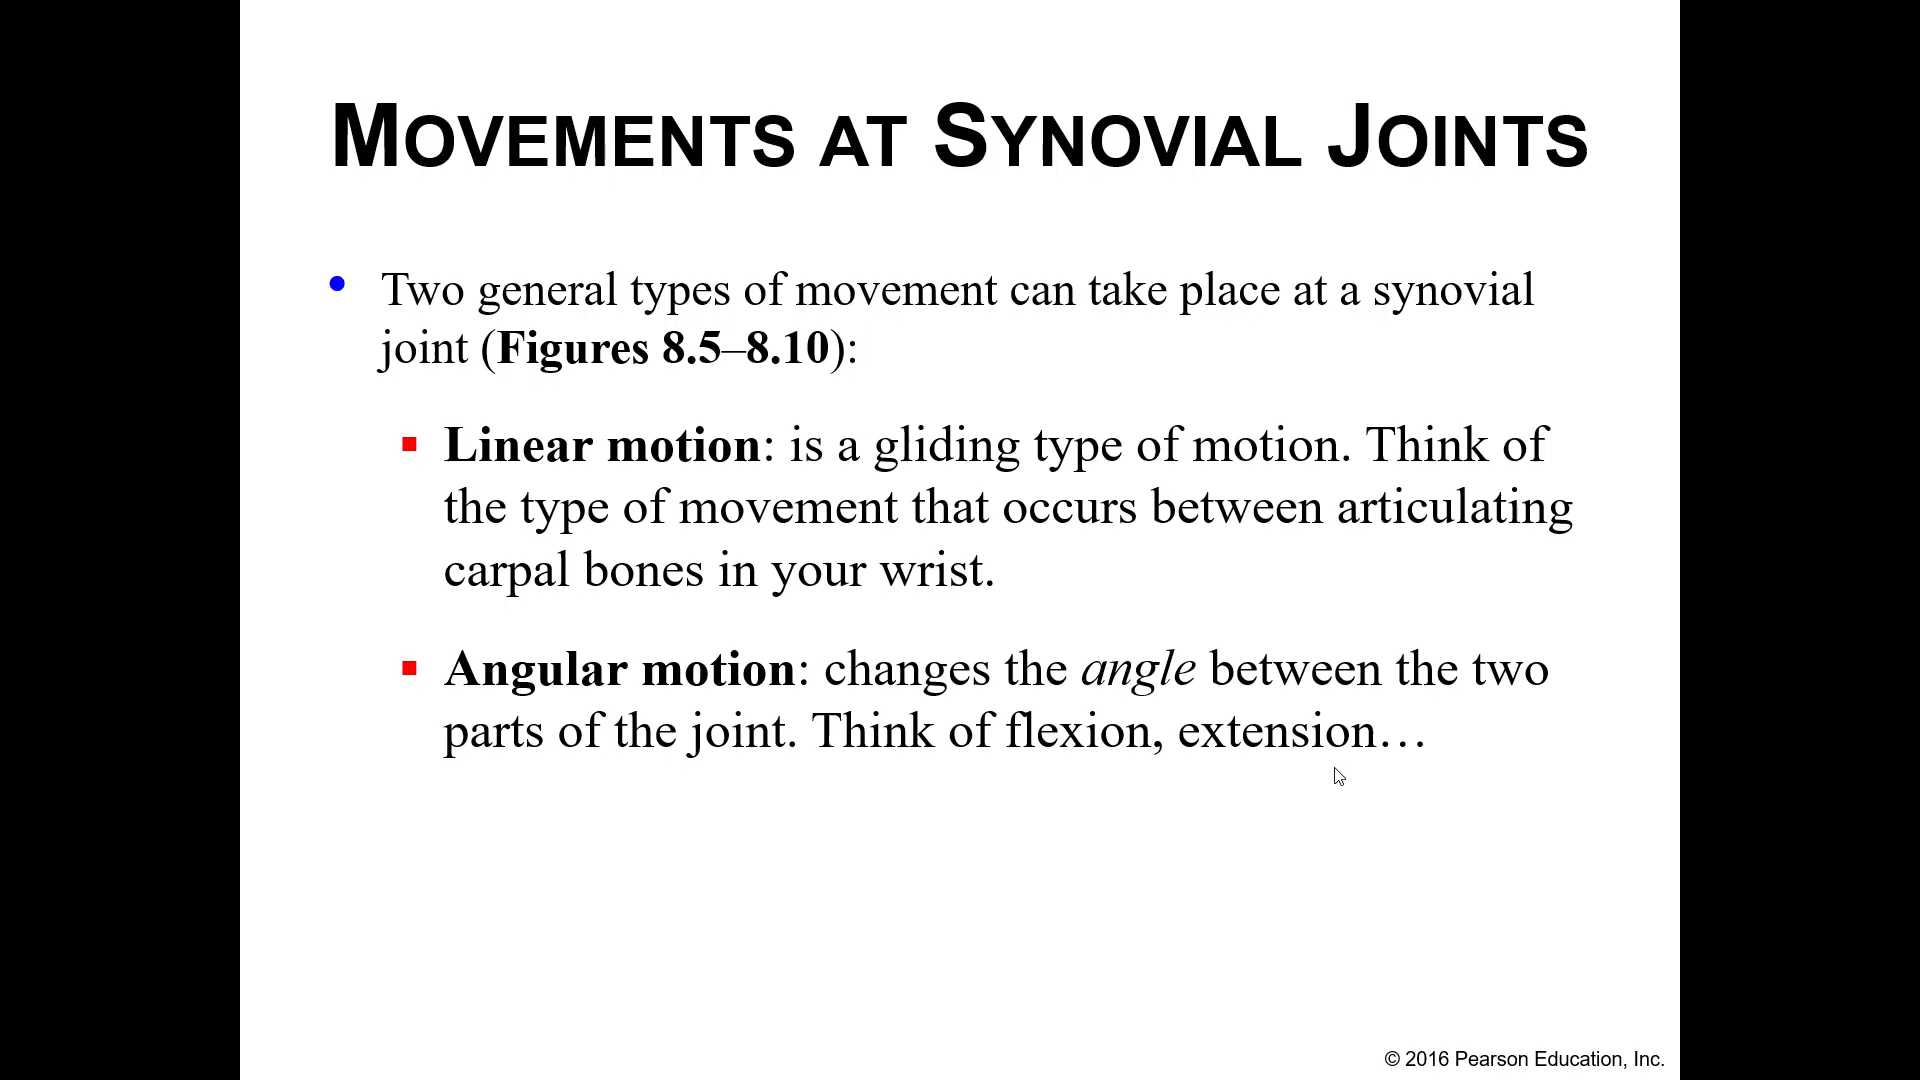 MOVEMENTS AT SYNOVIAL JOINTS
• Two general types of movement can take place at a synovial
joint (Figures 8.5–8.10):
▪ Linear motion: is a gliding type of motion. Think of
the type of movement that occurs between articulating
carpal bones in your wrist.
▪ Angular motion: changes the angle between the two
parts of the joint. Think of flexion, extension…
© 2016 Pearson Education, Inc.